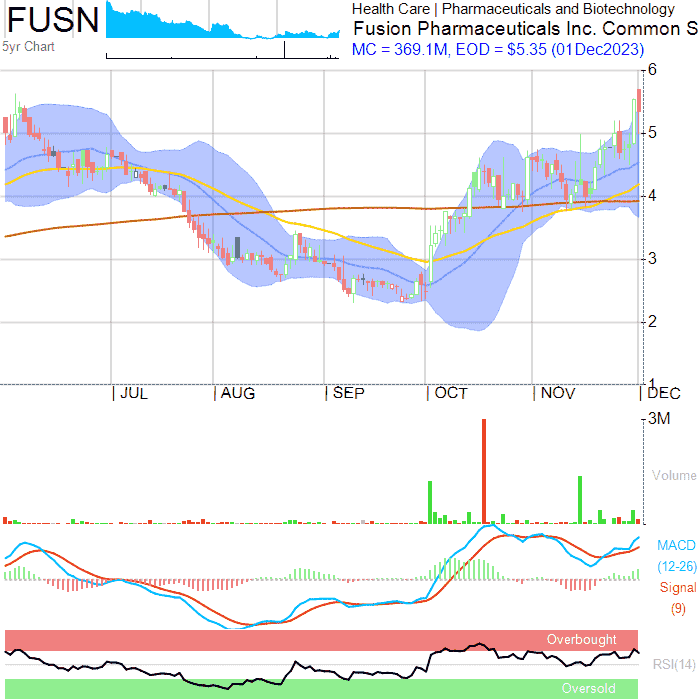 FUSN
5yr Chart
Health Care | Pharmaceuticals and Biotechnology
Fusion Pharmaceuticals Inc. Common S
MC = 369.1M, EOD = $5.35 (01Dec2023)
6
5
4
3
2
1
JUL
AUG
SEP
OCT
NOV
DEC
3M
Volume
MACD
(12-26)
Signal
(9)
Overbought
RSI(14)
Oversold